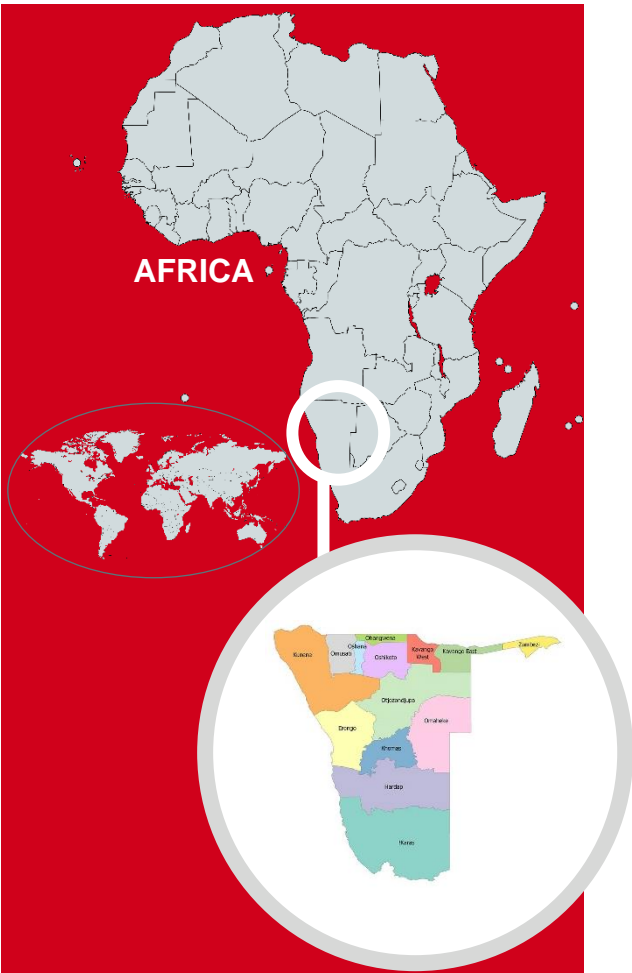 AFRICA
Ohangwena
Kunene
Omusati
Oshana
Oshikoto
Kavango
West
Kavango East
Zambezi
Otjozondjupa
Omaheke
Erongo
Khomas
Hardap
!Karas